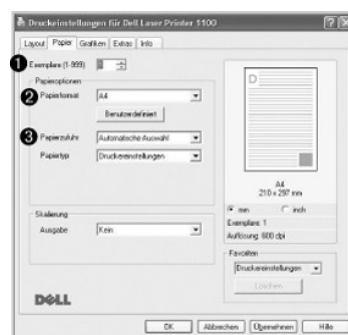 Druckeinstellungen für Dell Laser Printer 1100
Layout Papier Grafiken Extras Info
1 Exemplare (1-999)
Papieroptionen
2 Papierformat A4
Benutzerdefiniert
3 Papierzufuhr Automatische Auswahl
Papiertyp Druckereinstellungen
A4
210 x 297 mm
mm inch
Exemplare: 1
Auflösung: 600 dpi
Skalierung
Ausgabe Kein
Favoriten
Druckereinstellungen
Löschen
DELL
OK Abbrechen Übernehmen Hilfe